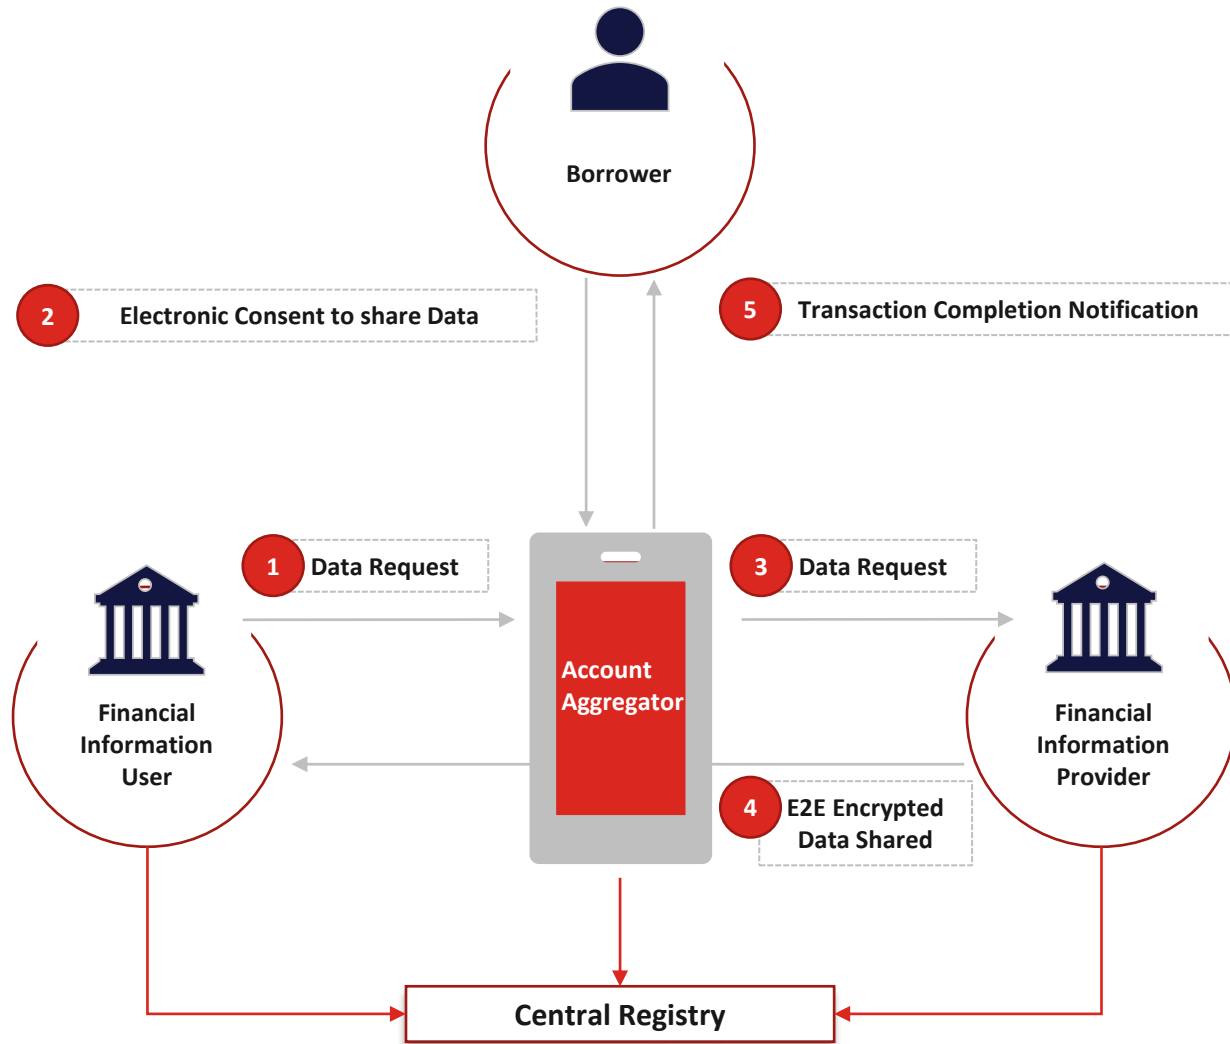 Borrower
2
Electronic Consent to share Data
5
Transaction Completion Notification
1
Data Request
3
Data Request
Account
Aggregator
Financial
Information
User
Financial
Information
Provider
4
E2E Encrypted
Data Shared
Central Registry